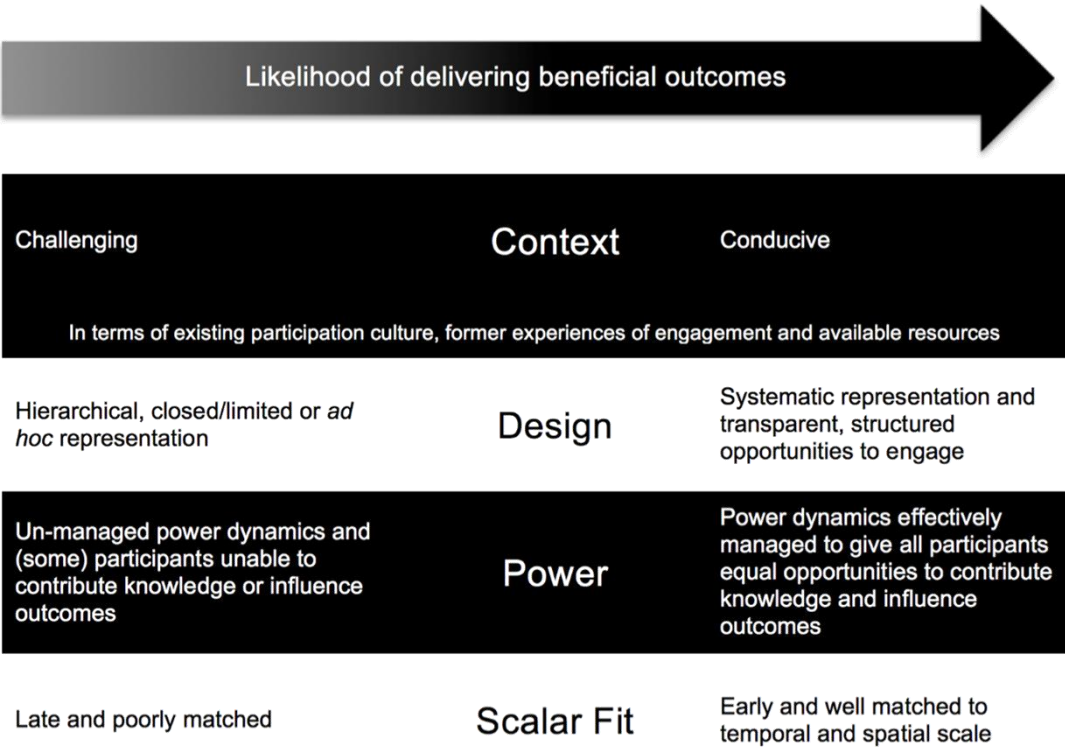 Likelihood of delivering beneficial outcomes
Challenging
Context
Conducive
In terms of existing participation culture, former experiences of engagement and available resources
Hierarchical, closed/limited or ad
hoc representation
Design
Systematic representation and
transparent, structured
opportunities to engage
Un-managed power dynamics and
(some) participants unable to
contribute knowledge or influence
outcomes
Power
Power dynamics effectively
managed to give all participants
equal opportunities to contribute
knowledge and influence
outcomes
Late and poorly matched
Scalar Fit
Early and well matched to
temporal and spatial scale